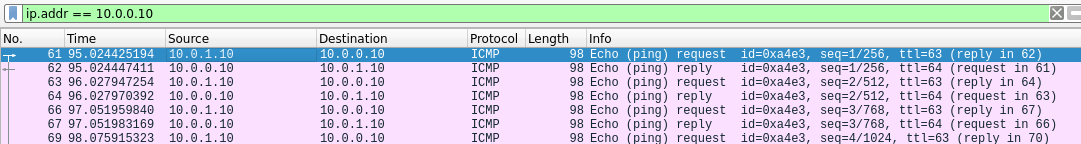 ip.addr == 10.0.0.10
No. Time Source Destination Protocol Length Info
61 95.024425194 10.0.1.10 10.0.0.10 ICMP 98 Echo (ping) request id=0xa4e3, seq=1/256, ttl=63 (reply in 62)
62 95.024447411 10.0.0.10 10.0.1.10 ICMP 98 Echo (ping) reply id=0xa4e3, seq=1/256, ttl=64 (request in 61)
63 96.027947254 10.0.1.10 10.0.0.10 ICMP 98 Echo (ping) request id=0xa4e3, seq=2/512, ttl=63 (reply in 64)
64 96.027970392 10.0.0.10 10.0.1.10 ICMP 98 Echo (ping) reply id=0xa4e3, seq=2/512, ttl=64 (request in 63)
66 97.051959840 10.0.1.10 10.0.0.10 ICMP 98 Echo (ping) request id=0xa4e3, seq=3/768, ttl=63 (reply in 67)
67 97.051983169 10.0.0.10 10.0.1.10 ICMP 98 Echo (ping) reply id=0xa4e3, seq=3/768, ttl=64 (request in 66)
69 98.075915323 10.0.1.10 10.0.0.10 ICMP 98 Echo (ping) request id=0xa4e3, seq=4/1024, ttl=63 (reply in 70)